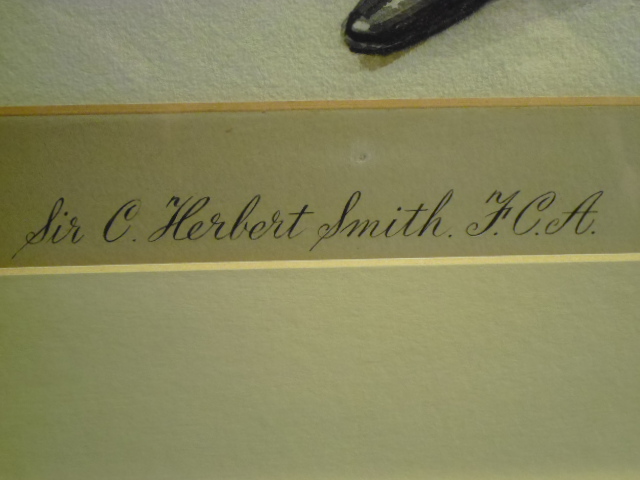 Sir C. Herbert Smith. F.C.A.